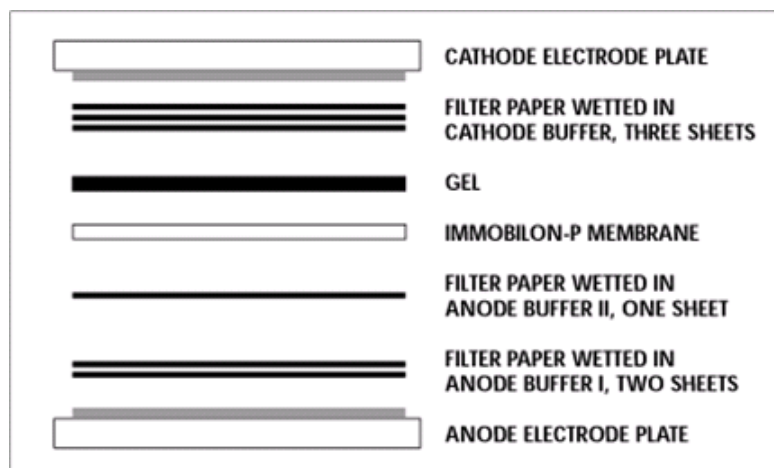 CATHODE ELECTRODE PLATE
FILTER PAPER WETTED IN
CATHODE BUFFER, THREE SHEETS
GEL
IMMOBILON-P MEMBRANE
FILTER PAPER WETTED IN
ANODE BUFFER II, ONE SHEET
FILTER PAPER WETTED IN
ANODE BUFFER I, TWO SHEETS
ANODE ELECTRODE PLATE